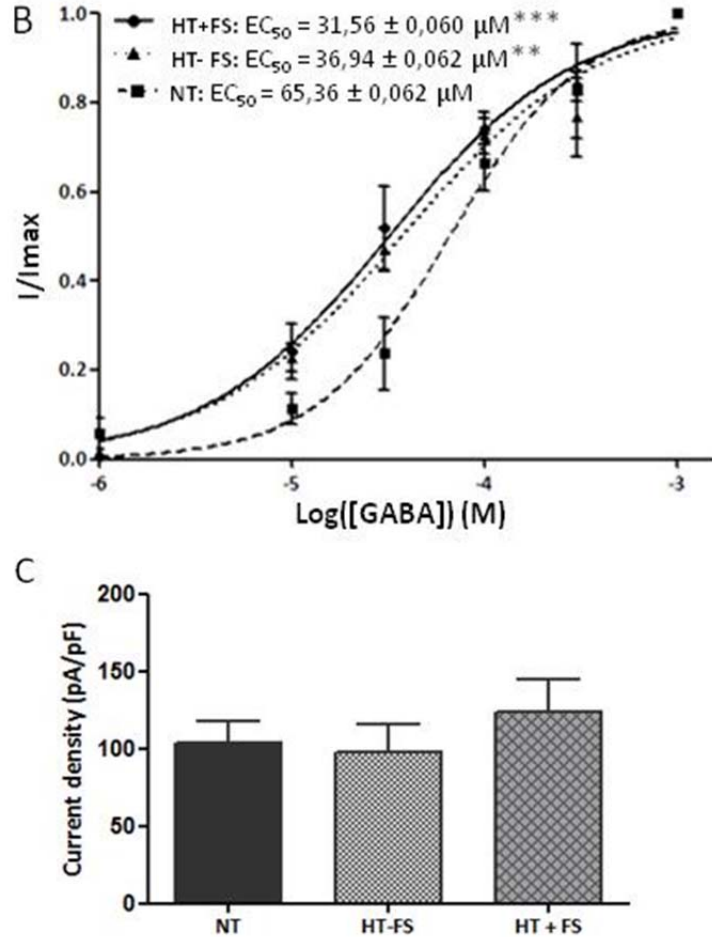 B
HT+FS: EC50 = 31,56 ± 0,060 µM***
HT- FS: EC50 = 36,94 ± 0,062 µM**
NT: EC50 = 65,36 ± 0,062 µM
I/Imax
1.0
0.8
0.6
0.4
0.2
0.0
-6 -5 -4 -3
Log([GABA]) (M)
C
Current density (pA/pF)
200
150
100
50
0
NT HT-FS HT + FS